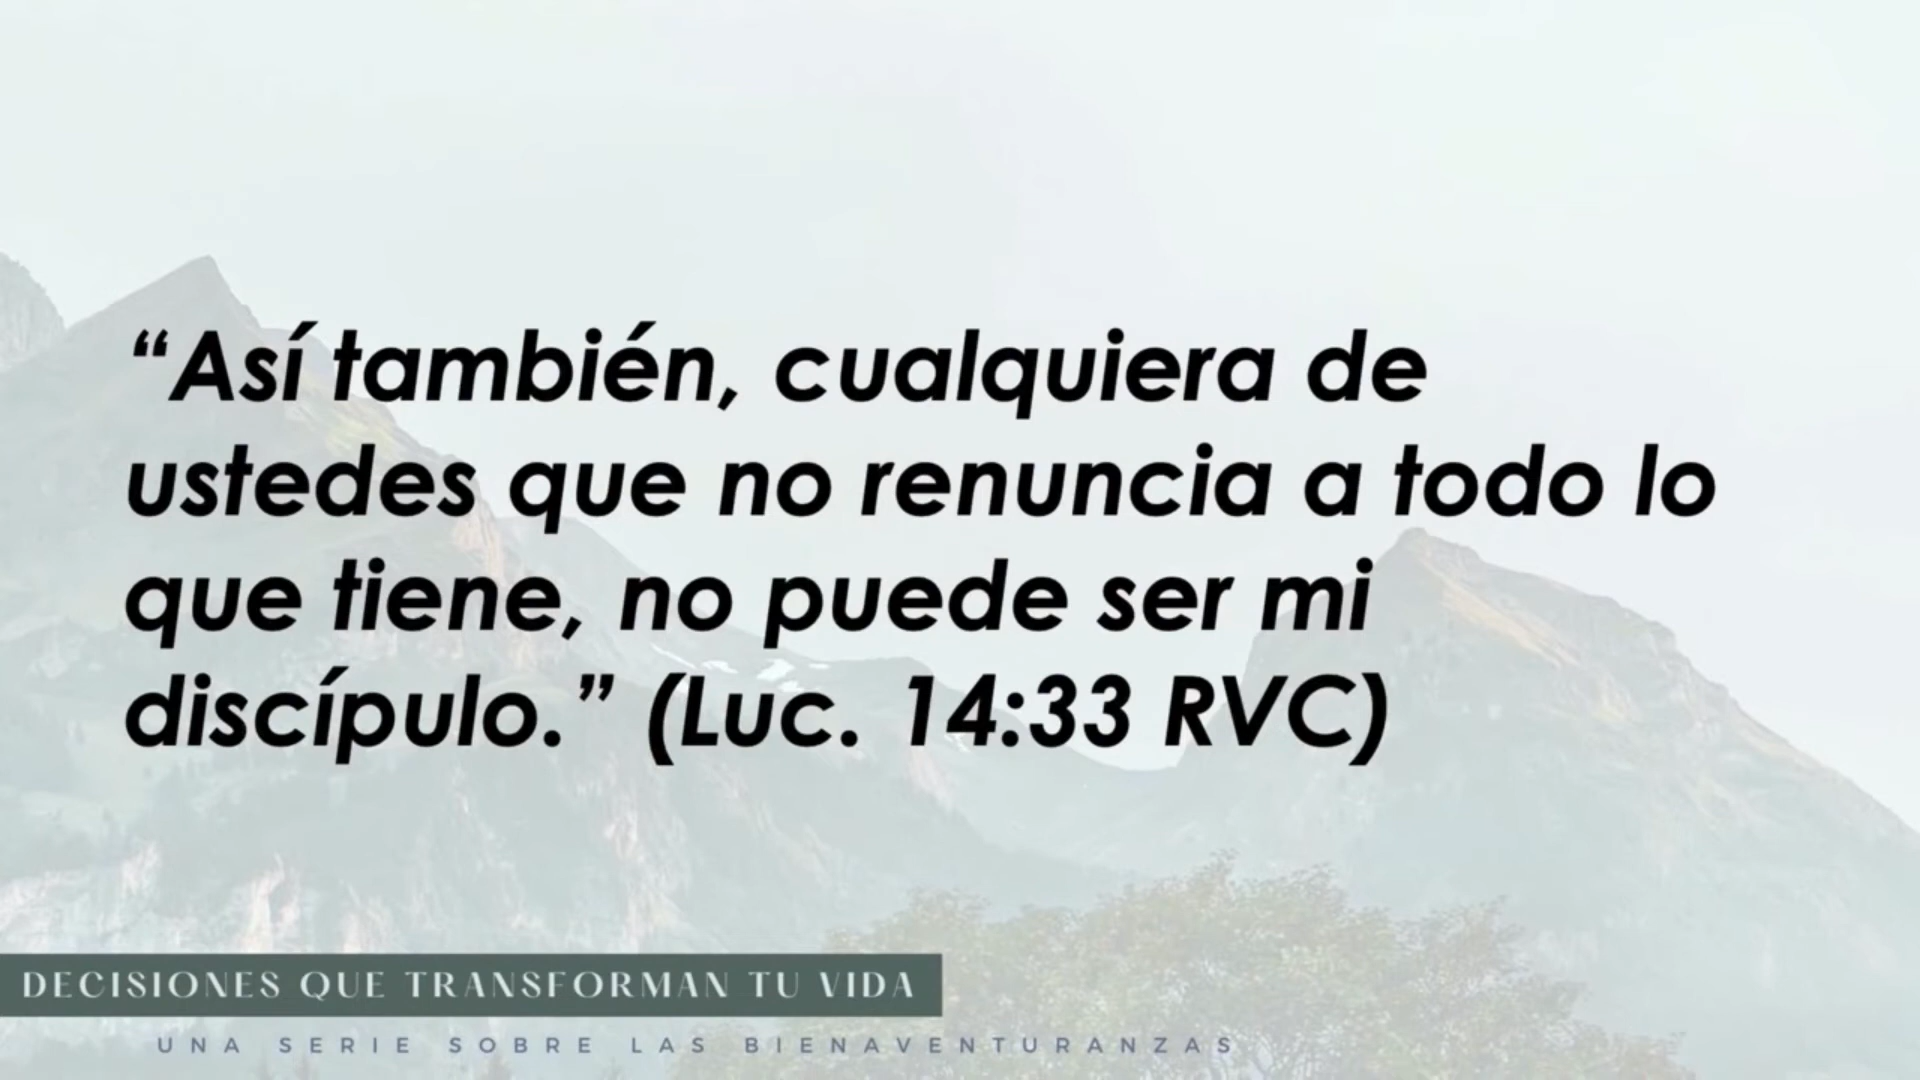 “Así también, cualquiera de
ustedes que no renuncia a todo lo
que tiene, no puede ser mi
discípulo.” (Luc. 14:33 RVC)
DECISIONES QUE TRANSFORMAN TU VIDA
UNA SERIE SOBRE LAS BIENAVENTURANZAS